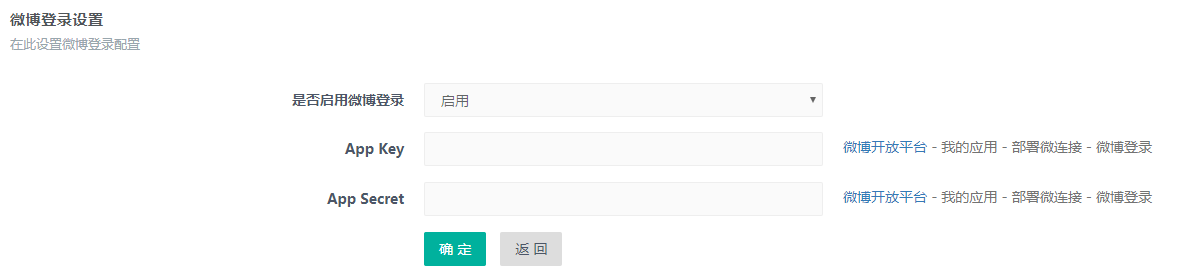 微博登录设置
在此设置微博登录配置
是否启用微博登录 启用
App Key 微博开放平台 - 我的应用 - 部署微连接 - 微博登录
App Secret 微博开放平台 - 我的应用 - 部署微连接 - 微博登录
确 定 返 回